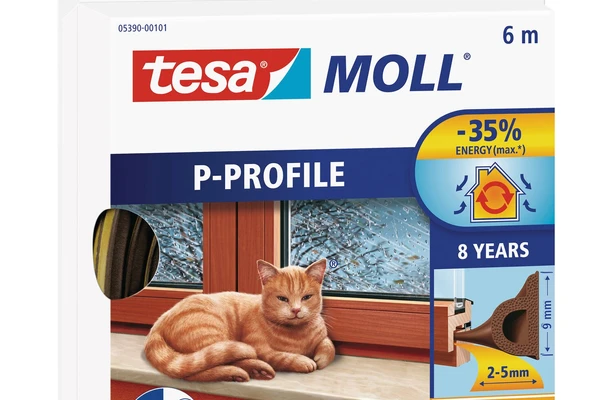 05390-00101
6 m
tesa® MOLL®
-35%
ENERGY (max.*)
P-PROFILE
8 YEARS
®
9 mm
2-5mm